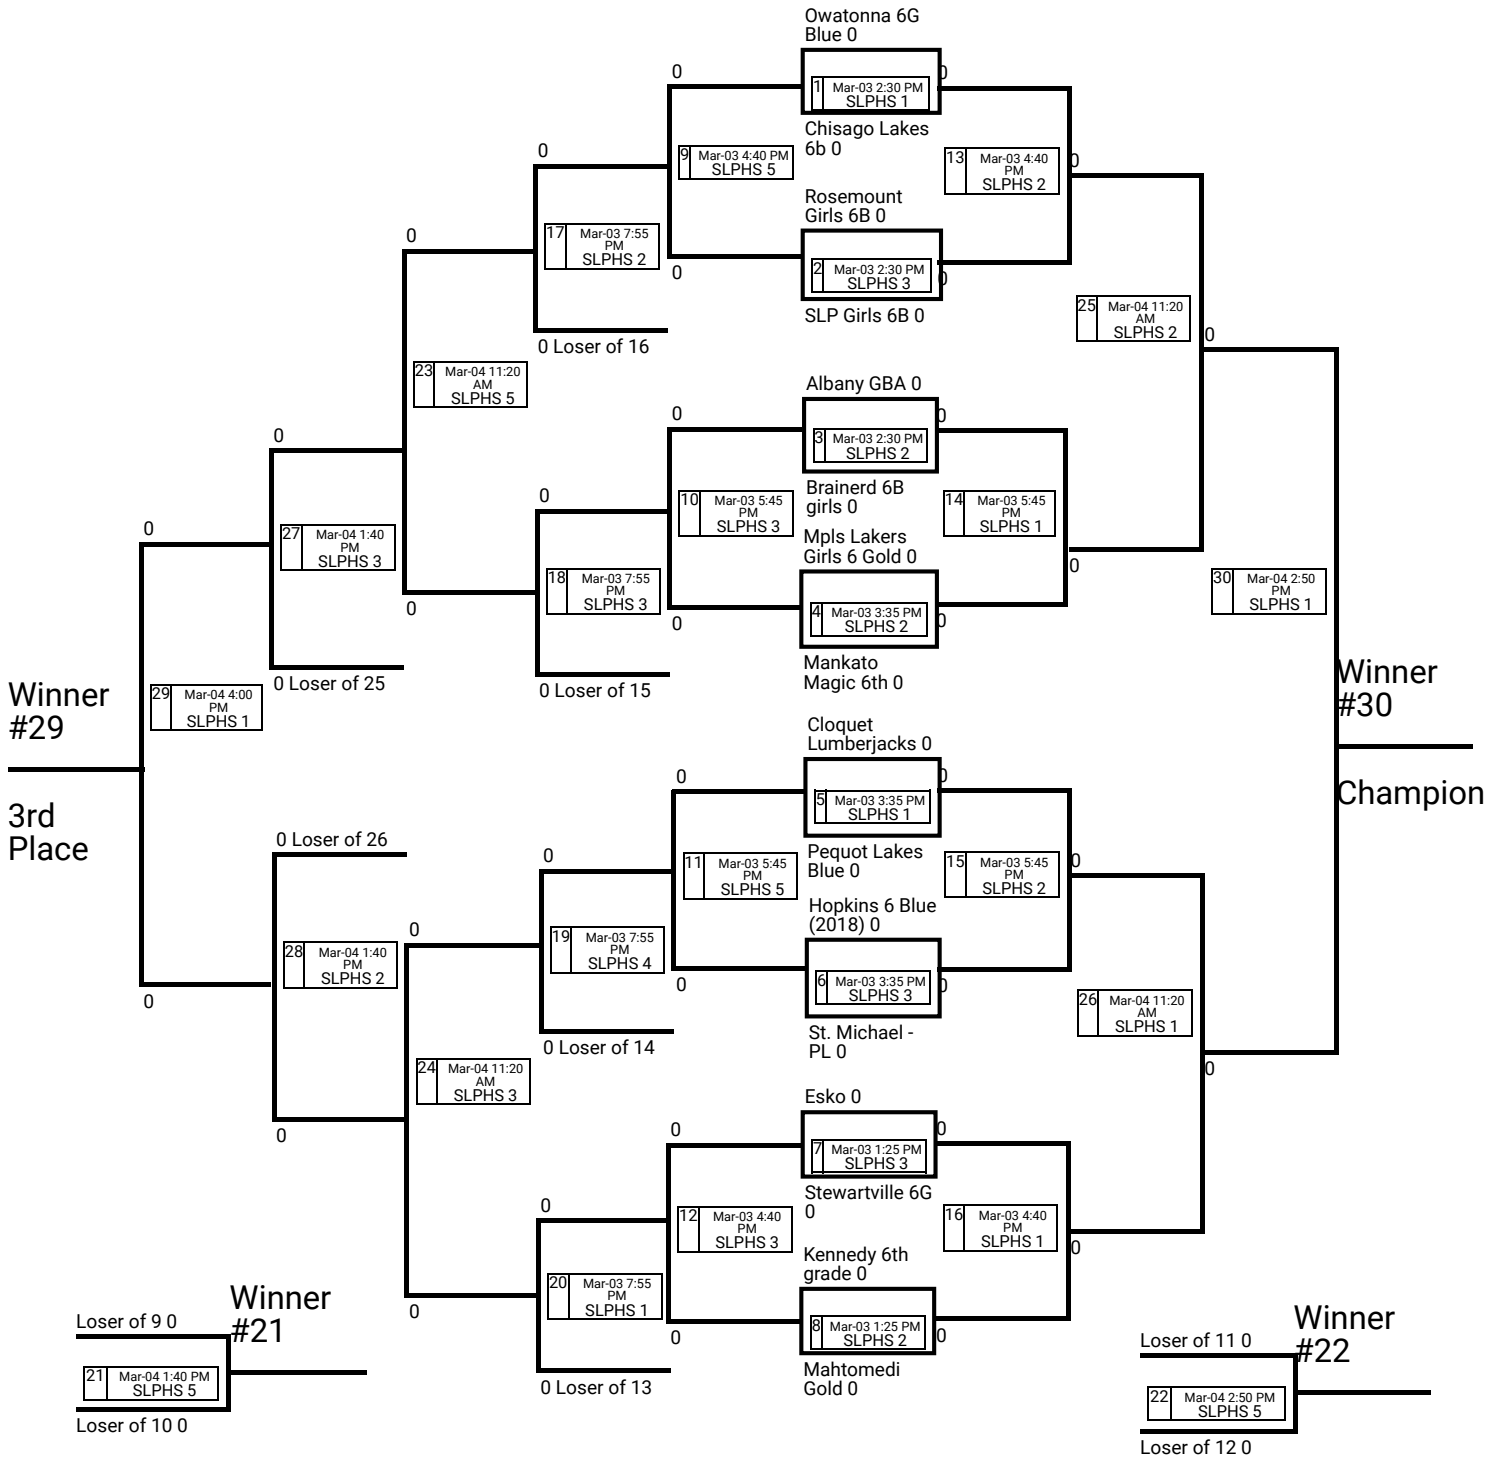 Owatonna 6G
Blue 0
0
0
1
Mar-03 2:30 PM
SLPHS 1
Chisago Lakes
6b 0
0
9
Mar-03 4:40 PM
SLPHS 5
13
Mar-03 4:40
PM
SLPHS 2
0
Rosemount
Girls 6B 0
0
17
Mar-03 7:55
PM
SLPHS 2
0
2
Mar-03 2:30 PM
SLPHS 3
0
SLP Girls 6B 0
25
Mar-04 11:20
AM
SLPHS 2
0
0 Loser of 16
23
Mar-04 11:20
AM
SLPHS 5
Albany GBA 0
0
0
3
Mar-03 2:30 PM
SLPHS 2
0
Brainerd 6B
girls 0
0
10
Mar-03 5:45
PM
SLPHS 3
14
Mar-03 5:45
PM
SLPHS 1
0
27
Mar-04 1:40
PM
SLPHS 3
Mpls Lakers
Girls 6 Gold 0
0
18
Mar-03 7:55
PM
SLPHS 3
30
Mar-04 2:50
PM
SLPHS 1
0
0
4
Mar-03 3:35 PM
SLPHS 2
0
Mankato
Magic 6th 0
0 Loser of 25
0 Loser of 15
Winner
#29
29
Mar-04 4:00
PM
SLPHS 1
Winner
#30
Cloquet
Lumberjacks 0
0
0
3rd
Place
Champion
5
Mar-03 3:35 PM
SLPHS 1
0 Loser of 26
0
11
Mar-03 5:45
PM
SLPHS 5
Pequot Lakes
Blue 0
15
Mar-03 5:45
PM
SLPHS 2
0
Hopkins 6 Blue
(2018) 0
0
28
Mar-04 1:40
PM
SLPHS 2
19
Mar-03 7:55
PM
SLPHS 4
0
0
6
Mar-03 3:35 PM
SLPHS 3
0
26
Mar-04 11:20
AM
SLPHS 1
St. Michael -
PL 0
0 Loser of 14
0
24
Mar-04 11:20
AM
SLPHS 3
Esko 0
0
0
0
7
Mar-03 1:25 PM
SLPHS 3
Stewartville 6G
0
0
12
Mar-03 4:40
PM
SLPHS 3
16
Mar-03 4:40
PM
SLPHS 1
0
Kennedy 6th
grade 0
20
Mar-03 7:55
PM
SLPHS 1
0
0
8
Mar-03 1:25 PM
SLPHS 2
0
Mahtomedi
Gold 0
0 Loser of 13
Loser of 9 0
Winner
#21
21
Mar-04 1:40 PM
SLPHS 5
Loser of 10 0
Loser of 11 0
Winner
#22
22
Mar-04 2:50 PM
SLPHS 5
Loser of 12 0